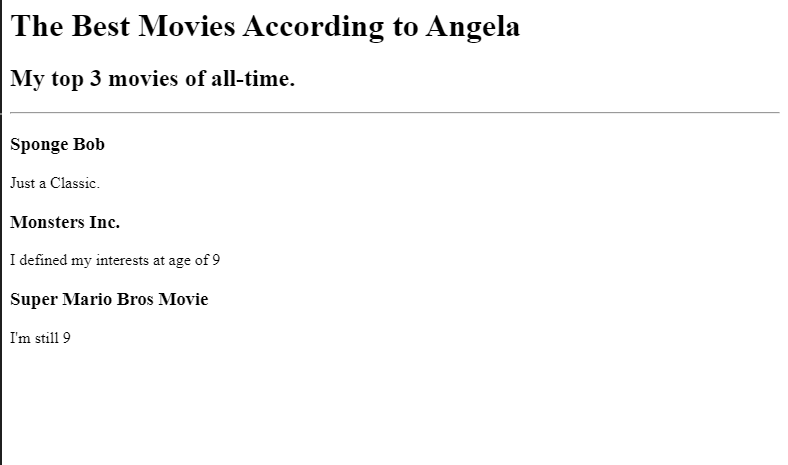 The Best Movies According to Angela
My top 3 movies of all-time.
Sponge Bob
Just a Classic.
Monsters Inc.
I defined my interests at age of 9
Super Mario Bros Movie
I'm still 9